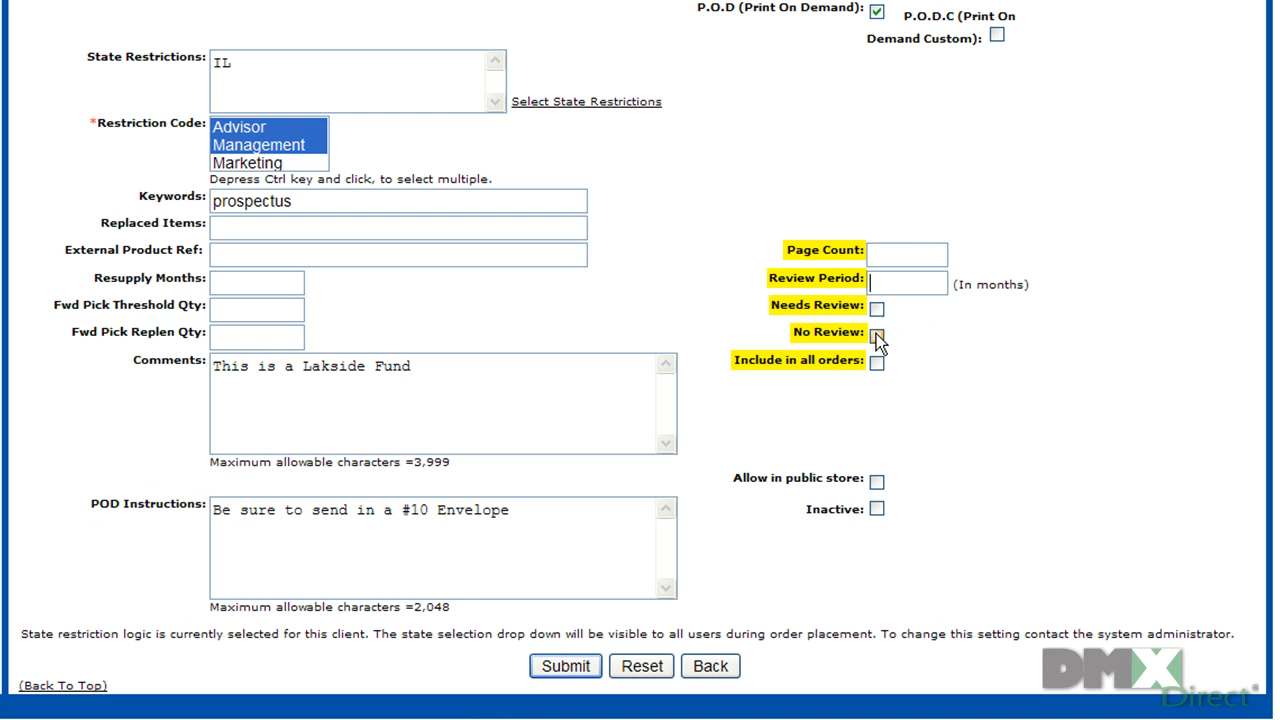 P.O.D (Print On Demand):
P.O.D.C (Print On
Demand Custom):
State Restrictions:
IL
Select State Restrictions
*Restriction Code:
Advisor
Management
Marketing
Depress Ctrl key and click, to select multiple.
Keywords:
prospectus
Replaced Items:
External Product Ref:
Page Count:
Resupply Months:
Review Period:
(In months)
Fwd Pick Threshold Qty:
Needs Review:
Fwd Pick Replen Qty:
No Review:
Comments:
This is a Lakside Fund
Include in all orders:
Maximum allowable characters =3,999
Allow in public store:
POD Instructions:
Be sure to send in a #10 Envelope
Inactive:
Maximum allowable characters =2,048
State restriction logic is currently selected for this client. The state selection drop down will be visible to all users during order placement. To change this setting contact the system administrator.
Submit
Reset
Back
(Back To Top)
DMX
Direct®